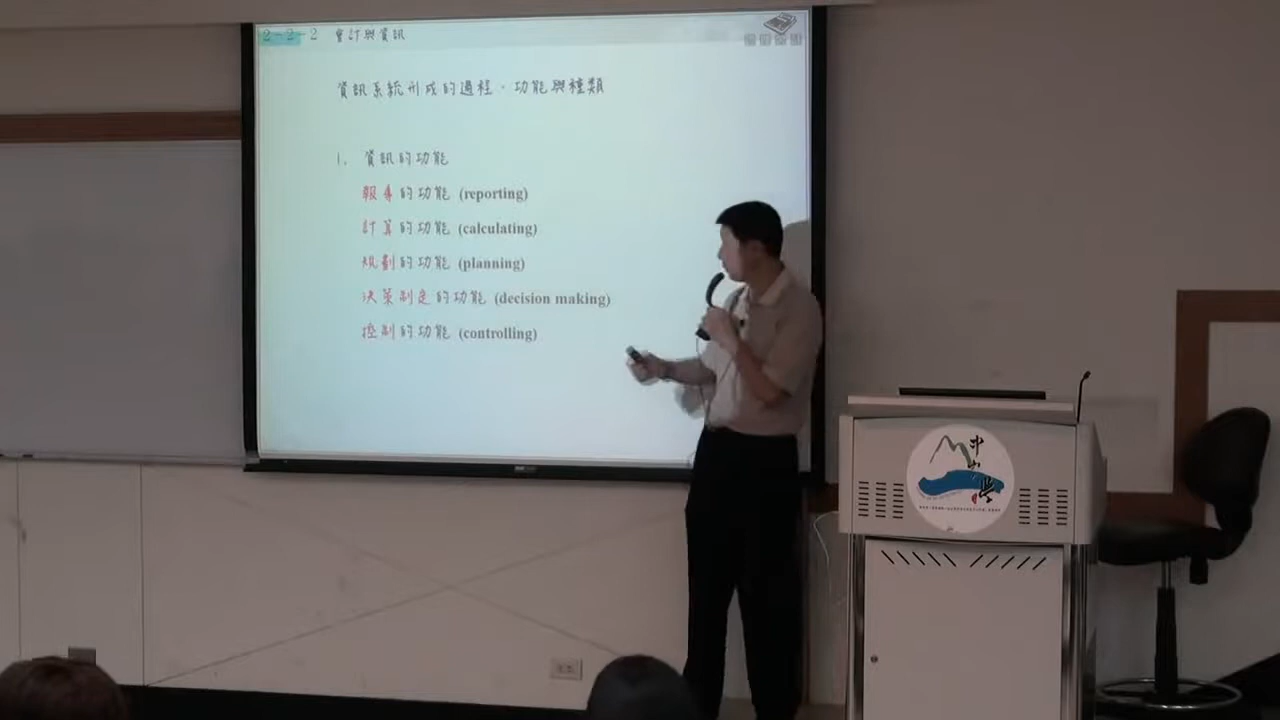 2-2-2 會計與資訊
資訊系統形成的過程、功能與種類
1. 資訊的功能
報導的功能 (reporting)
計算的功能 (calculating)
規劃的功能 (planning)
決策制定的功能 (decision making)
控制的功能 (controlling)